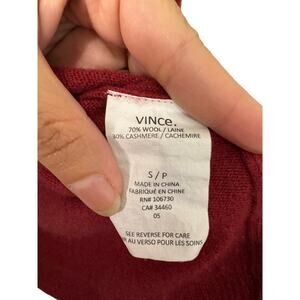 VINCE.
70% WOOL / LAINE
30% CASHMERE / CACHEMIRE
S / P
MADE IN CHINA
FABRIQUÉ EN CHINE
RN# 106730
CA# 34460
05
SEE REVERSE FOR CARE
AU VERSO POUR LES SOINS